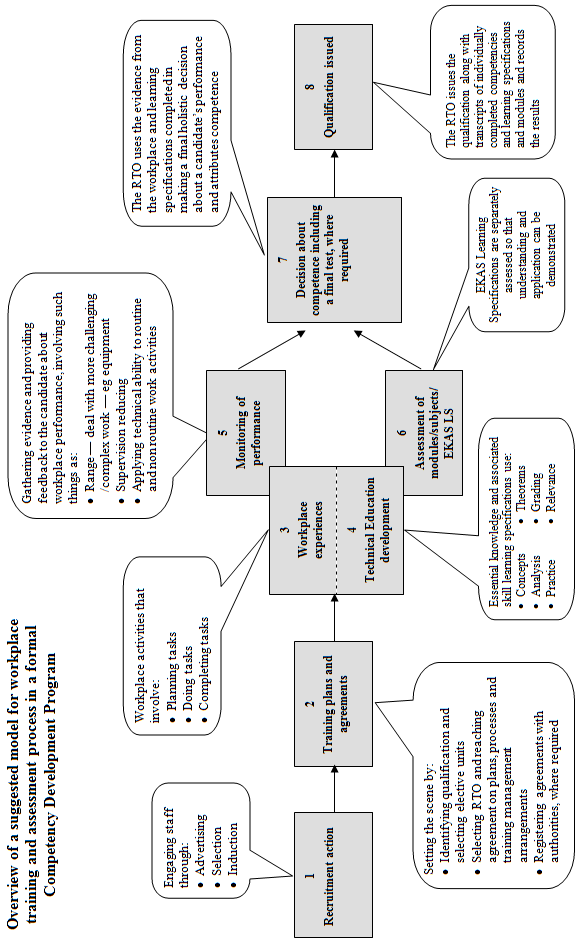 Overview of a suggested model for workplace
training and assessment process in a formal
Competency Development Program
Engaging staff
through:
• Advertising
• Selection
• Induction
1
Recruitment action
2
Training plans and
agreements
Setting the scene by:
• Identifying qualification and
selecting elective units
• Selecting RTO and reaching
agreement on plans, processes and
training management
arrangements
• Registering agreements with
authorities, where required
Workplace activities that
involve:
• Planning tasks
• Doing tasks
• Completing tasks
3
Workplace
experiences
4
Technical Education
development
Essential knowledge and associated
skill learning specifications use:
• Concepts • Theorems
• Analysis • Grading
• Practice • Relevance
Gathering evidence and providing
feedback to the candidate about
workplace performance, involving such
things as:
• Range — deal with more challenging
/complex work — eg equipment
• Supervision reducing
• Applying technical ability to routine
and non routine work activities
5
Monitoring of
performance
6
Assessment of
modules/subjects/
EKAS LS
EKAS Learning
Specifications are separately
assessed so that
understanding and
application can be
demonstrated
The RTO uses the evidence from
the workplace and learning
specifications completed in
making a final holistic decision
about a candidate's performance
and attributes competence
7
Decision about
competence including
a final test, where
required
8
Qualification issued
The RTO issues the
qualification along with
transcripts of individually
completed competencies
and learning specifications
and modules and records
the results